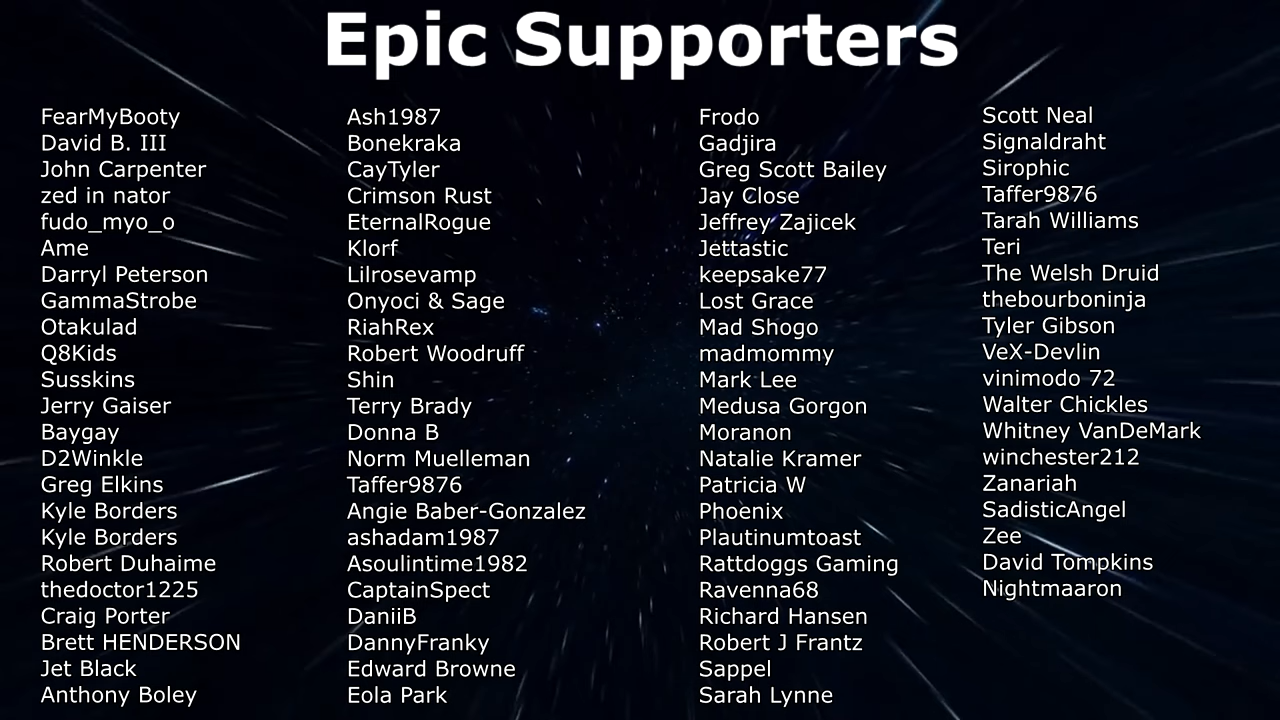 Epic Supporters
FearMyBooty
David B. III
John Carpenter
zed in nator
fudo_myo_o
Ame
Darryl Peterson
GammaStrobe
Otakulad
Q8Kids
Susskins
Jerry Gaiser
Baygay
D2Winkle
Greg Elkins
Kyle Borders
Kyle Borders
Robert Duhaime
thedoctor1225
Craig Porter
Brett HENDERSON
Jet Black
Anthony Boley
Ash1987
Bonekraka
CayTyler
Crimson Rust
EternalRogue
Klorf
Lilrosevamp
Onyoci & Sage
RiahRex
Robert Woodruff
Shin
Terry Brady
Donna B
Norm Muelleman
Taffer9876
Angie Baber-Gonzalez
ashadam1987
Asoulintime1982
CaptainSpect
DaniiB
DannyFranky
Edward Browne
Eola Park
Frodo
Gadjira
Greg Scott Bailey
Jay Close
Jeffrey Zajicek
Jettastic
keepsake77
Lost Grace
Mad Shogo
madmommy
Mark Lee
Medusa Gorgon
Moranon
Natalie Kramer
Patricia W
Phoenix
Plautinumtoast
Rattdoggs Gaming
Ravenna68
Richard Hansen
Robert J Frantz
Sappel
Sarah Lynne
Scott Neal
Signaldraht
Sirophic
Taffer9876
Tarah Williams
Teri
The Welsh Druid
thebourboninja
Tyler Gibson
VeX-Devlin
vinimodo 72
Walter Chickles
Whitney VanDeMark
winchester212
Zanariah
SadisticAngel
Zee
David Tompkins
Nightmaaron